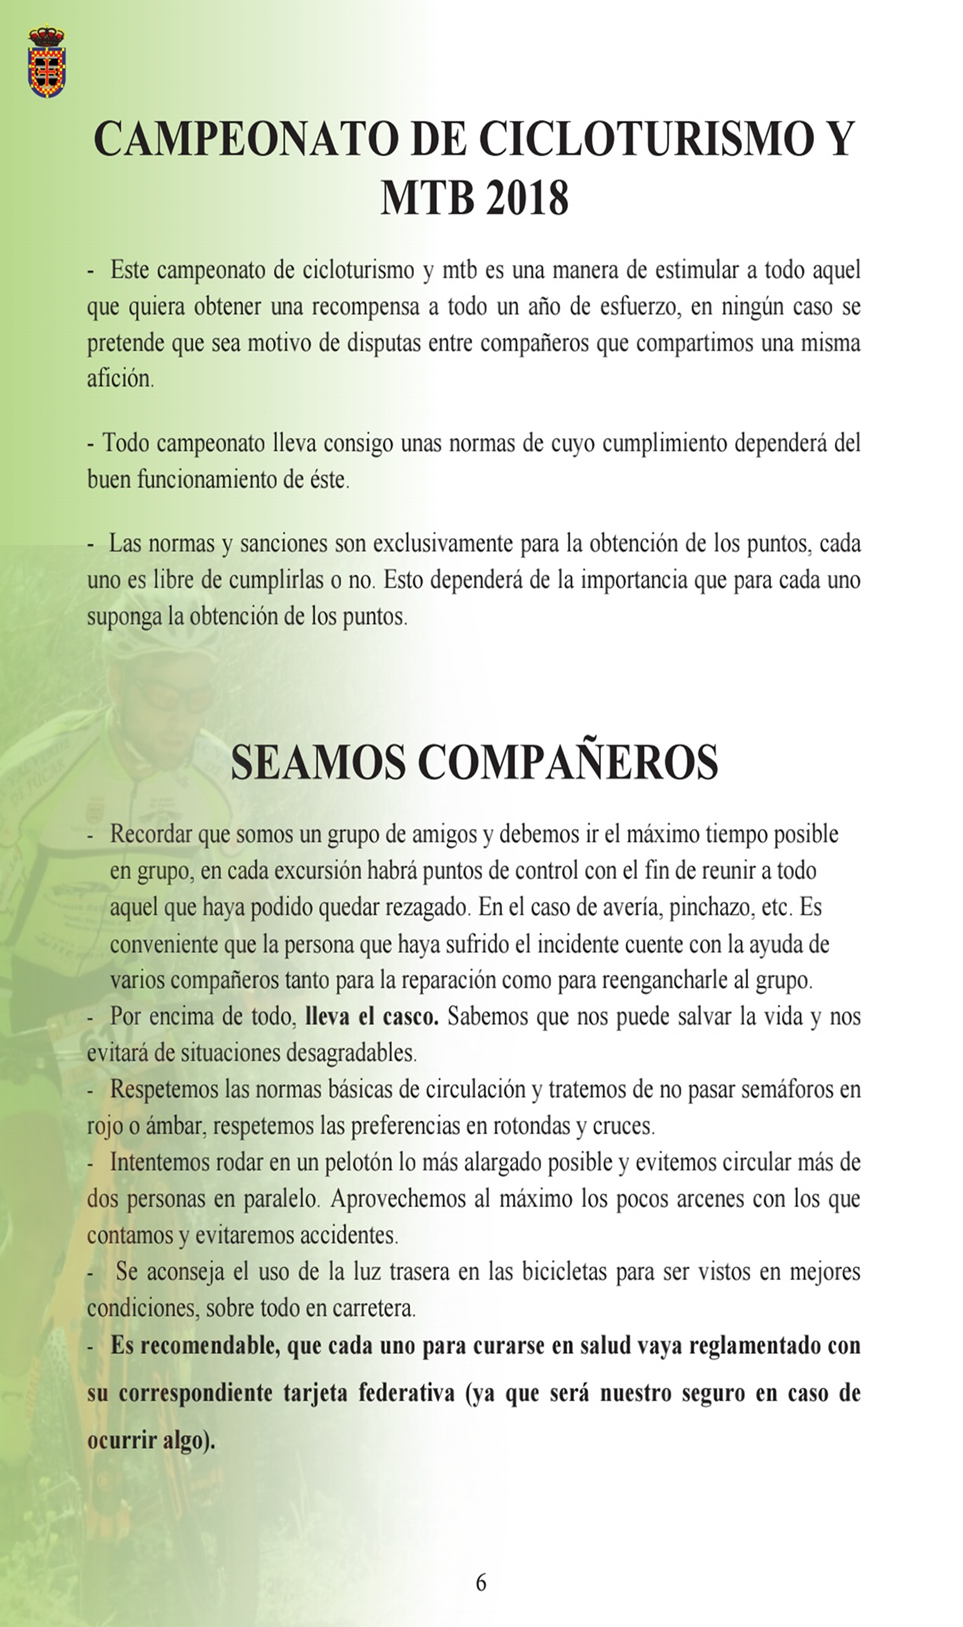 CAMPEONATO DE CICLOTURISMO Y
MTB 2018
- Este campeonato de cicloturismo y mtb es una manera de estimular a todo aquel
que quiera obtener una recompensa a todo un año de esfuerzo, en ningún caso se
pretende que sea motivo de disputas entre compañeros que compartimos una misma
afición.
- Todo campeonato lleva consigo unas normas de cuyo cumplimiento dependerá del
buen funcionamiento de éste.
- Las normas y sanciones son exclusivamente para la obtención de los puntos, cada
uno es libre de cumplirlas o no. Esto dependerá de la importancia que para cada uno
suponga la obtención de los puntos.
SEAMOS COMPAÑEROS
- Recordar que somos un grupo de amigos y debemos ir el máximo tiempo posible
en grupo, en cada excursión habrá puntos de control con el fin de reunir a todo
aquel que haya podido quedar rezagado. En el caso de avería, pinchazo, etc. Es
conveniente que la persona que haya sufrido el incidente cuente con la ayuda de
varios compañeros tanto para la reparación como para reengancharle al grupo.
- Por encima de todo, lleva el casco. Sabemos que nos puede salvar la vida y nos
evitará de situaciones desagradables.
- Respetemos las normas básicas de circulación y tratemos de no pasar semáforos en
rojo o ámbar, respetemos las preferencias en rotondas y cruces.
- Intentemos rodar en un pelotón lo más alargado posible y evitemos circular más de
dos personas en paralelo. Aprovechemos al máximo los pocos arcenes con los que
contamos y evitaremos accidentes.
- Se aconseja el uso de la luz trasera en las bicicletas para ser vistos en mejores
condiciones, sobre todo en carretera.
- Es recomendable, que cada uno para curarse en salud vaya reglamentado con
su correspondiente tarjeta federativa (ya que será nuestro seguro en caso de
ocurrir algo).
6